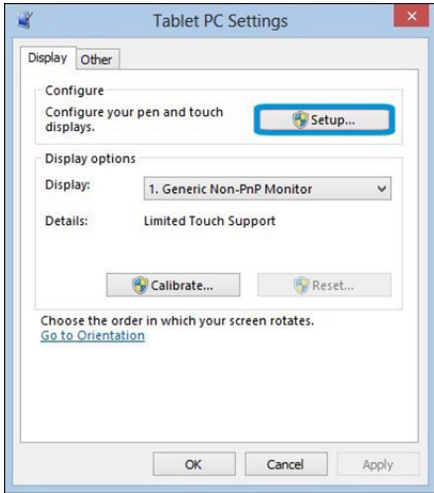 Tablet PC Settings
Display Other
Configure
Configure your pen and touch
displays.
Setup...
Display options
Display: 1. Generic Non-PnP Monitor
Details: Limited Touch Support
Calibrate... Reset...
Choose the order in which your screen rotates.
Go to Orientation
OK Cancel Apply